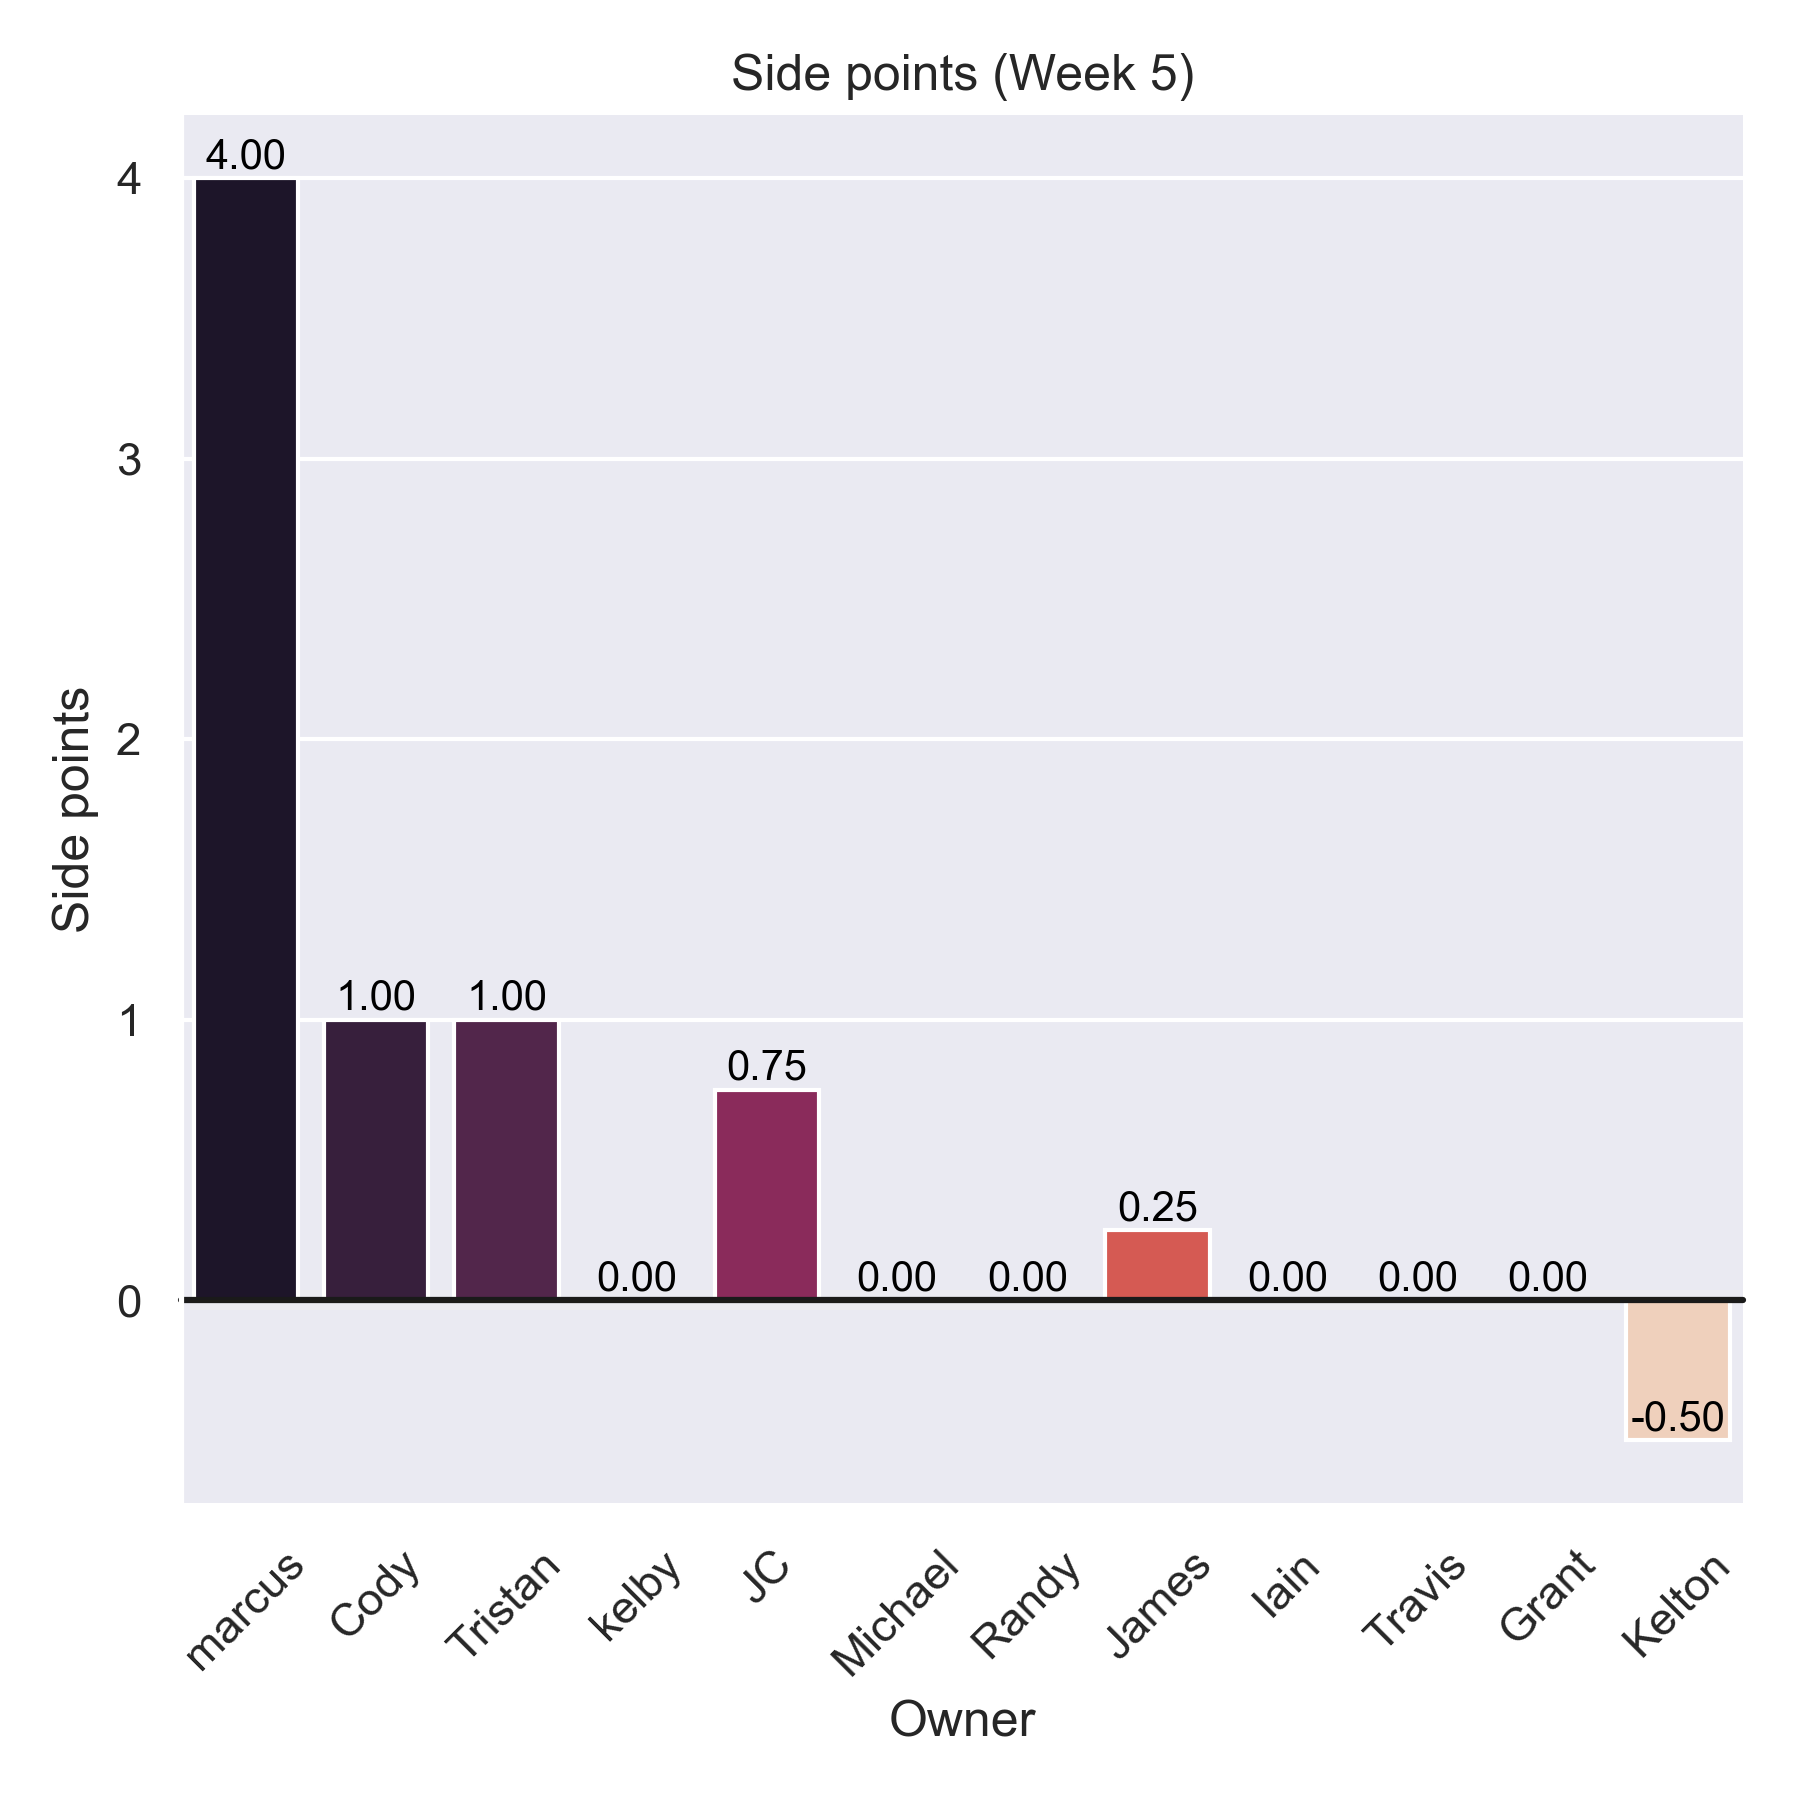 Side points (Week 5)
Side points
4
3
2
1
0
4.00
1.00
1.00
0.00
0.75
0.00
0.00
0.25
0.00
0.00
0.00
-0.50
marcus
Cody
Tristan
kelby
JC
Michael
Randy
James
Iain
Travis
Grant
Kelton
Owner